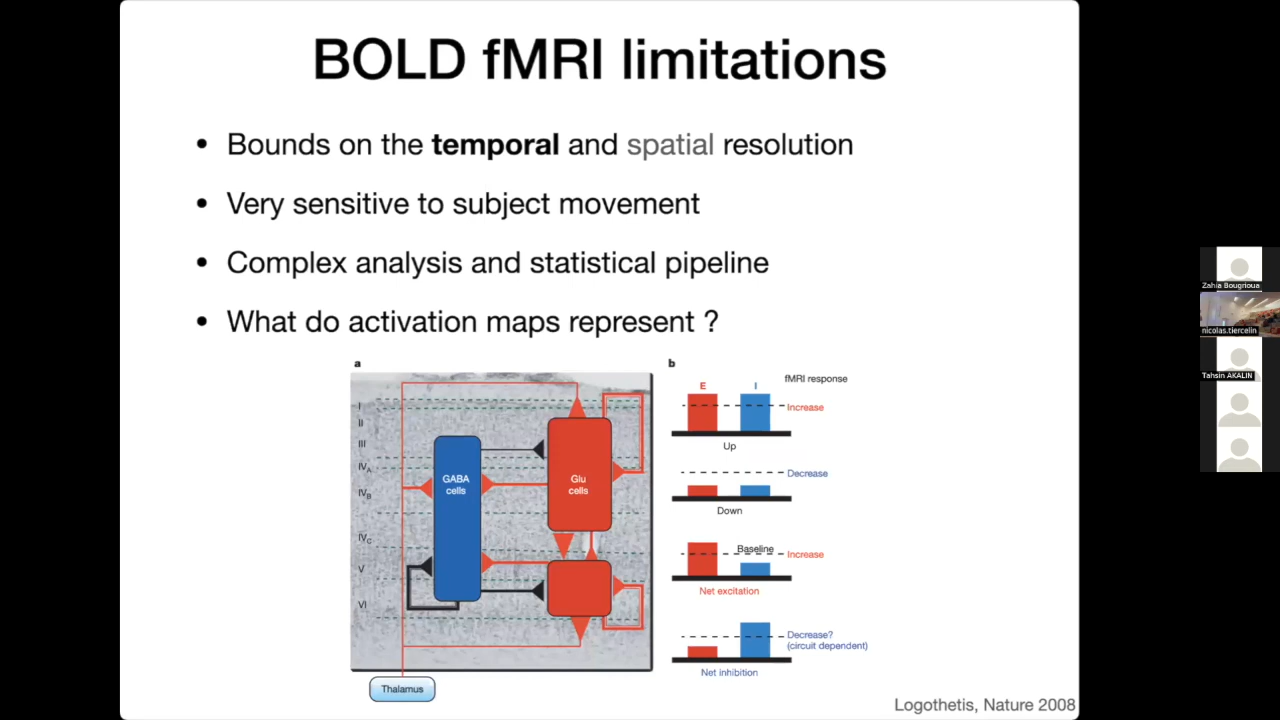 BOLD fMRI limitations
• Bounds on the temporal and spatial resolution
• Very sensitive to subject movement
• Complex analysis and statistical pipeline
• What do activation maps represent ?
a
I
II
III
IVA
IVB
IVC
V
VI
GABA
cells
Glu
cells
Thalamus
b
E
I
fMRI response
Increase
Up
Decrease
Down
Baseline
Increase
Net excitation
Decrease?
(circuit dependent)
Net inhibition
Logothetis, Nature 2008
Zahia Bougrioua
nicolas.tiercelin
Tahsin AKALIN